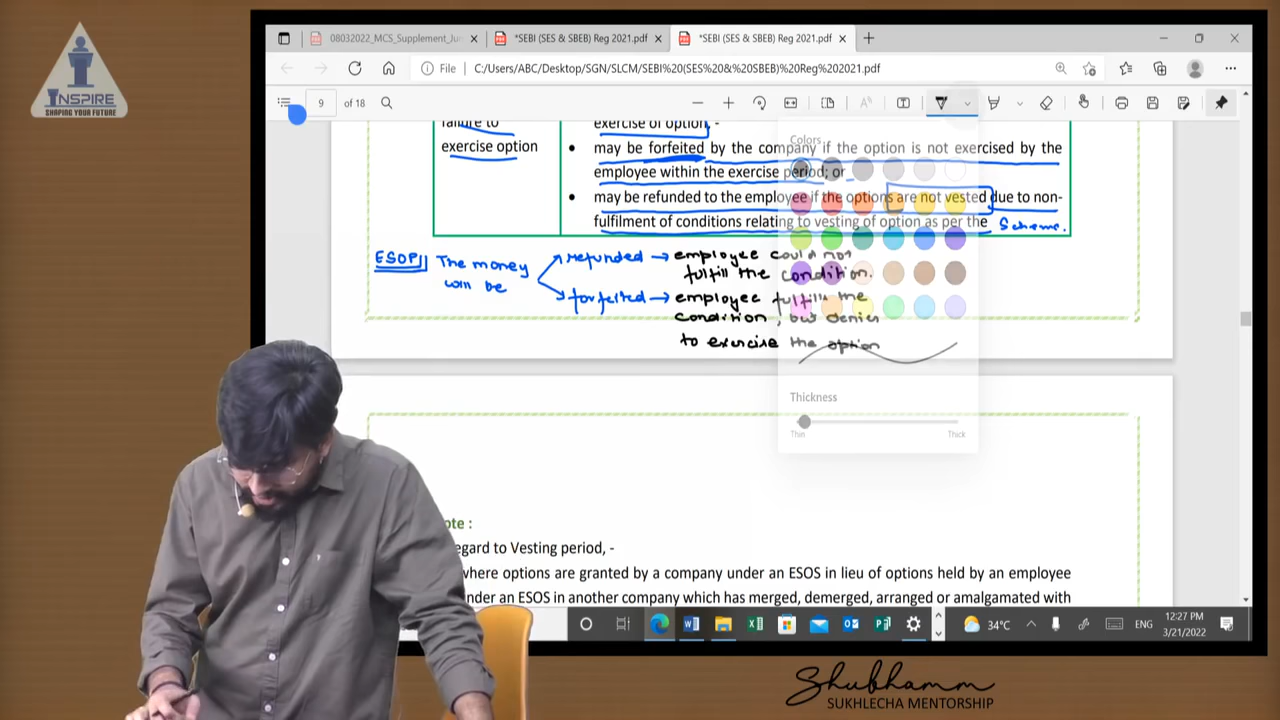 INSPIRE
SHAPING YOUR FUTURE
08032022_MCS_Supplement_Jun
*SEBI (SES & SBEB) Reg 2021.pdf
*SEBI (SES & SBEB) Reg 2021.pdf
File
C:/Users/ABC/Desktop/SGN/SLCM/SEBI%20(SES%20&%20SBEB)%20Reg%202021.pdf
9 of 18
failure to
exercise option
exercise of option, -
• may be forfeited by the company if the option is not exercised by the
employee within the exercise period; or
• may be refunded to the employee if the options are not vested due to non-
fulfilment of conditions relating to vesting of option as per the Scheme.
ESOP The money
will be
refunded → employee could not
fulfill the condition.
forfeited → employee fulfills the
condition, but denies
to exercise the option
Colors
Thickness
Thin
Thick
ote :
egard to Vesting period, -
where options are granted by a company under an ESOS in lieu of options held by an employee
nder an ESOS in another company which has merged, demerged, arranged or amalgamated with
34°C
ENG
12:27 PM
3/21/2022
Shubhamm
SUKHLECHA MENTORSHIP